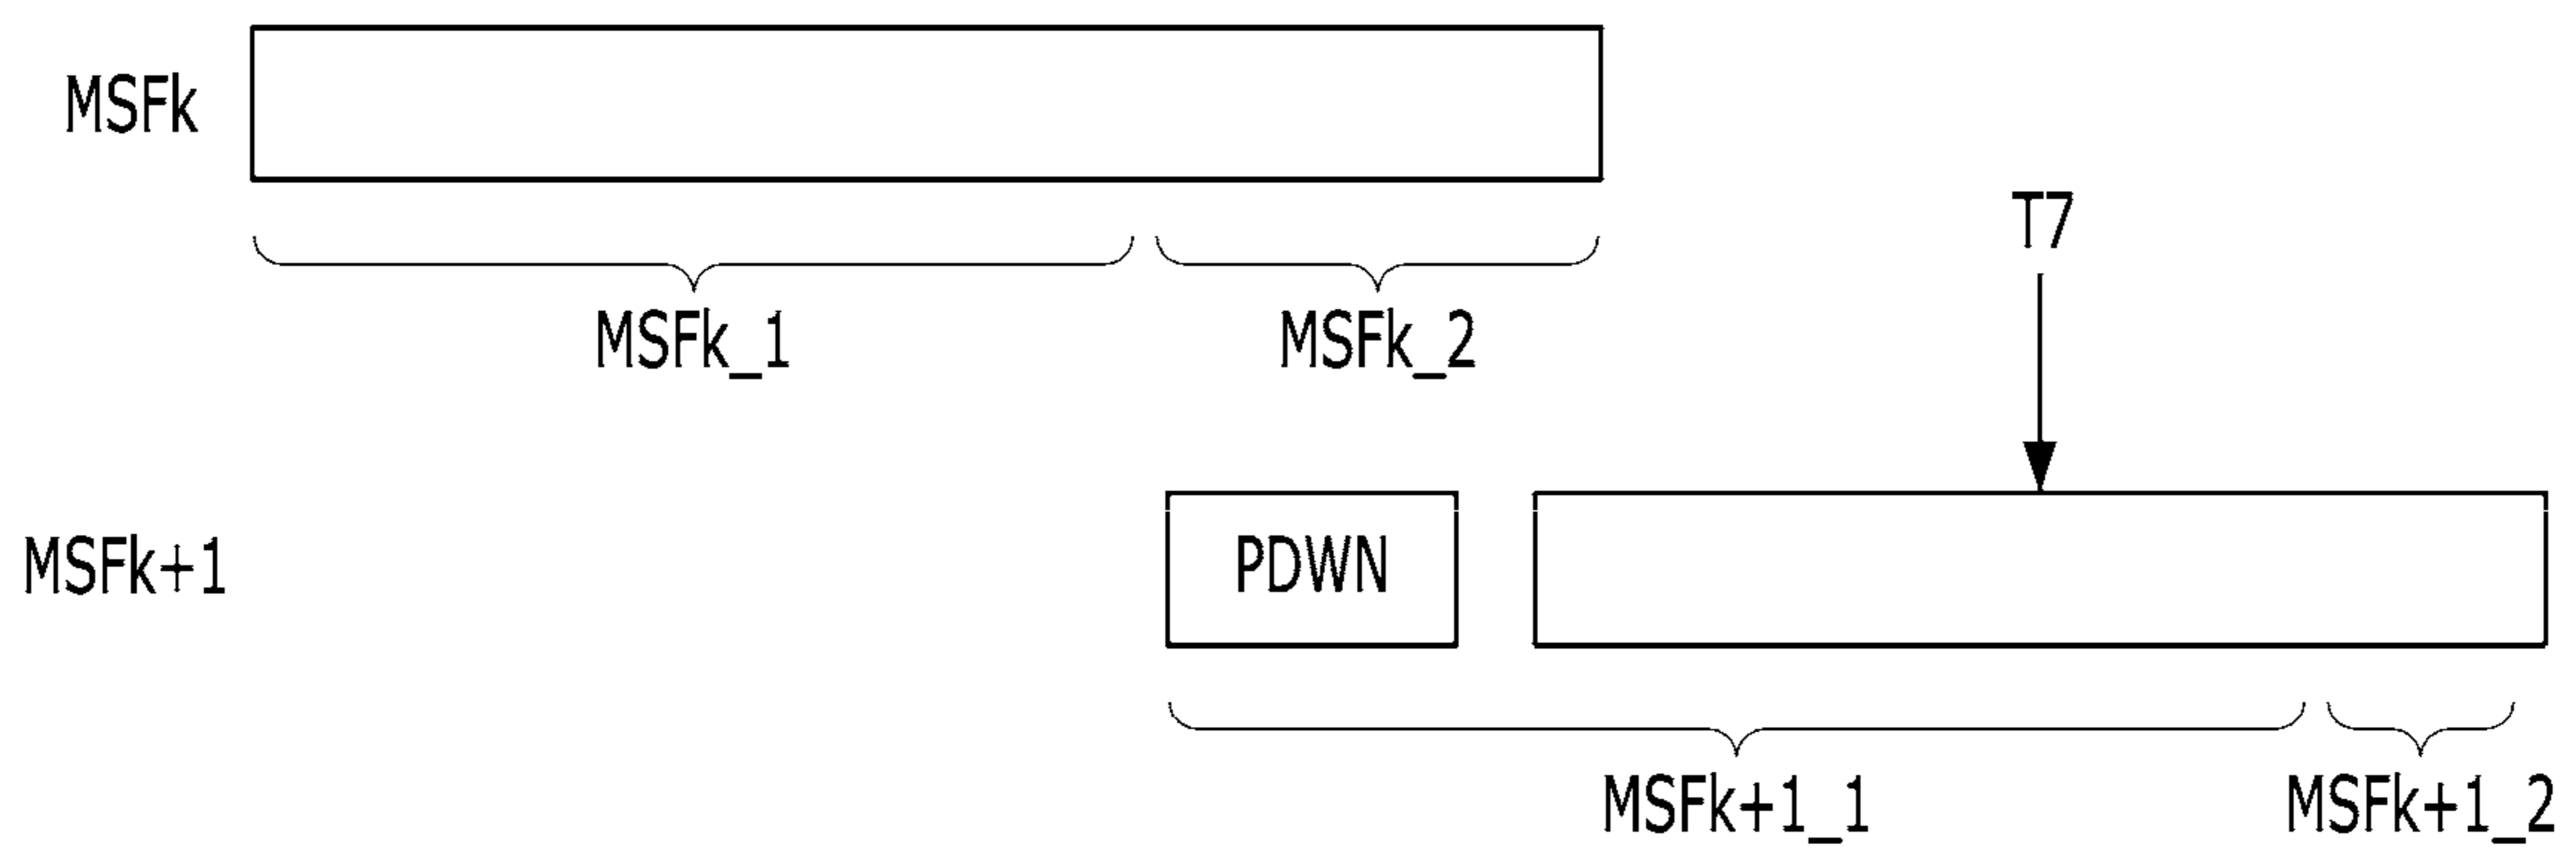 MSFk
T7
MSFk_1 MSFk_2
MSFk+1 PDWN
MSFk+1_1 MSFk+1_2